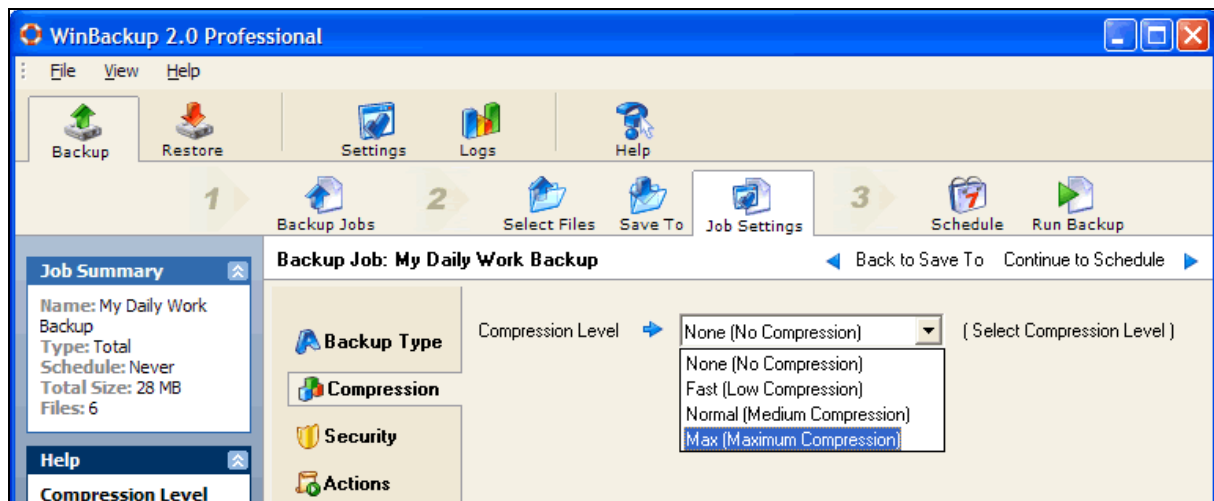 WinBackup 2.0 Professional
File View Help
Backup Restore Settings Logs Help
1 Backup Jobs 2 Select Files Save To Job Settings 3 Schedule Run Backup
Job Summary
Name: My Daily Work
Backup
Type: Total
Schedule: Never
Total Size: 28 MB
Files: 6
Help
Compression Level
Backup Job: My Daily Work Backup Back to Save To Continue to Schedule
Backup Type
Compression
Security
Actions
Compression Level None (No Compression) ( Select Compression Level )
None (No Compression)
Fast (Low Compression)
Normal (Medium Compression)
Max (Maximum Compression)